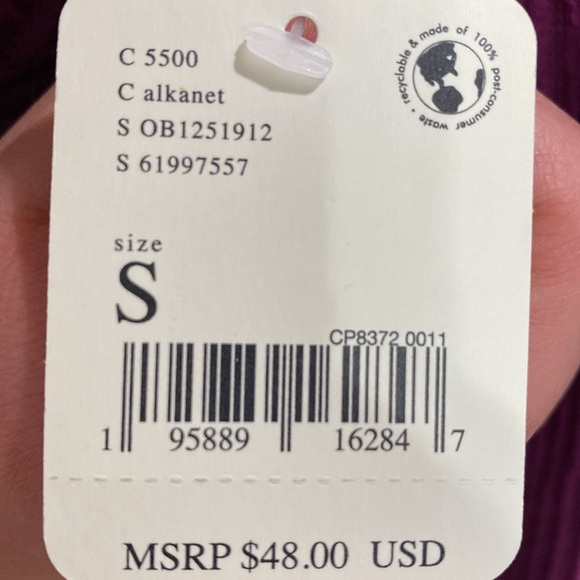 C 5500
C alkanet
S OB1251912
S 61997557
recyclable & made of 100% post-consumer waste •
size
S
CP8372 0011
1 95889 16284 7
MSRP $48.00 USD